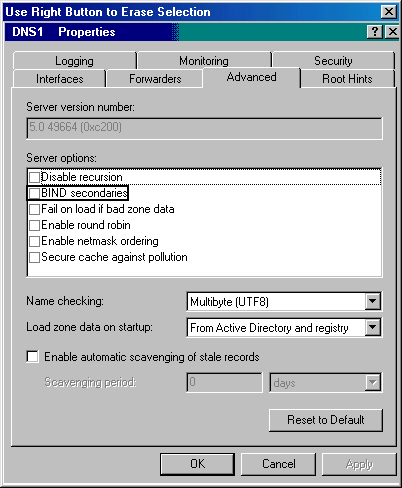 Use Right Button to Erase Selection
DNS1 Properties
Logging Monitoring Security
Interfaces Forwarders Advanced Root Hints
Server version number:
5.0 49664 (0xc200)
Server options:
Disable recursion
BIND secondaries
Fail on load if bad zone data
Enable round robin
Enable netmask ordering
Secure cache against pollution
Name checking: Multibyte (UTF8)
Load zone data on startup: From Active Directory and registry
Enable automatic scavenging of stale records
Scavenging period: 0 days
Reset to Default
OK Cancel Apply